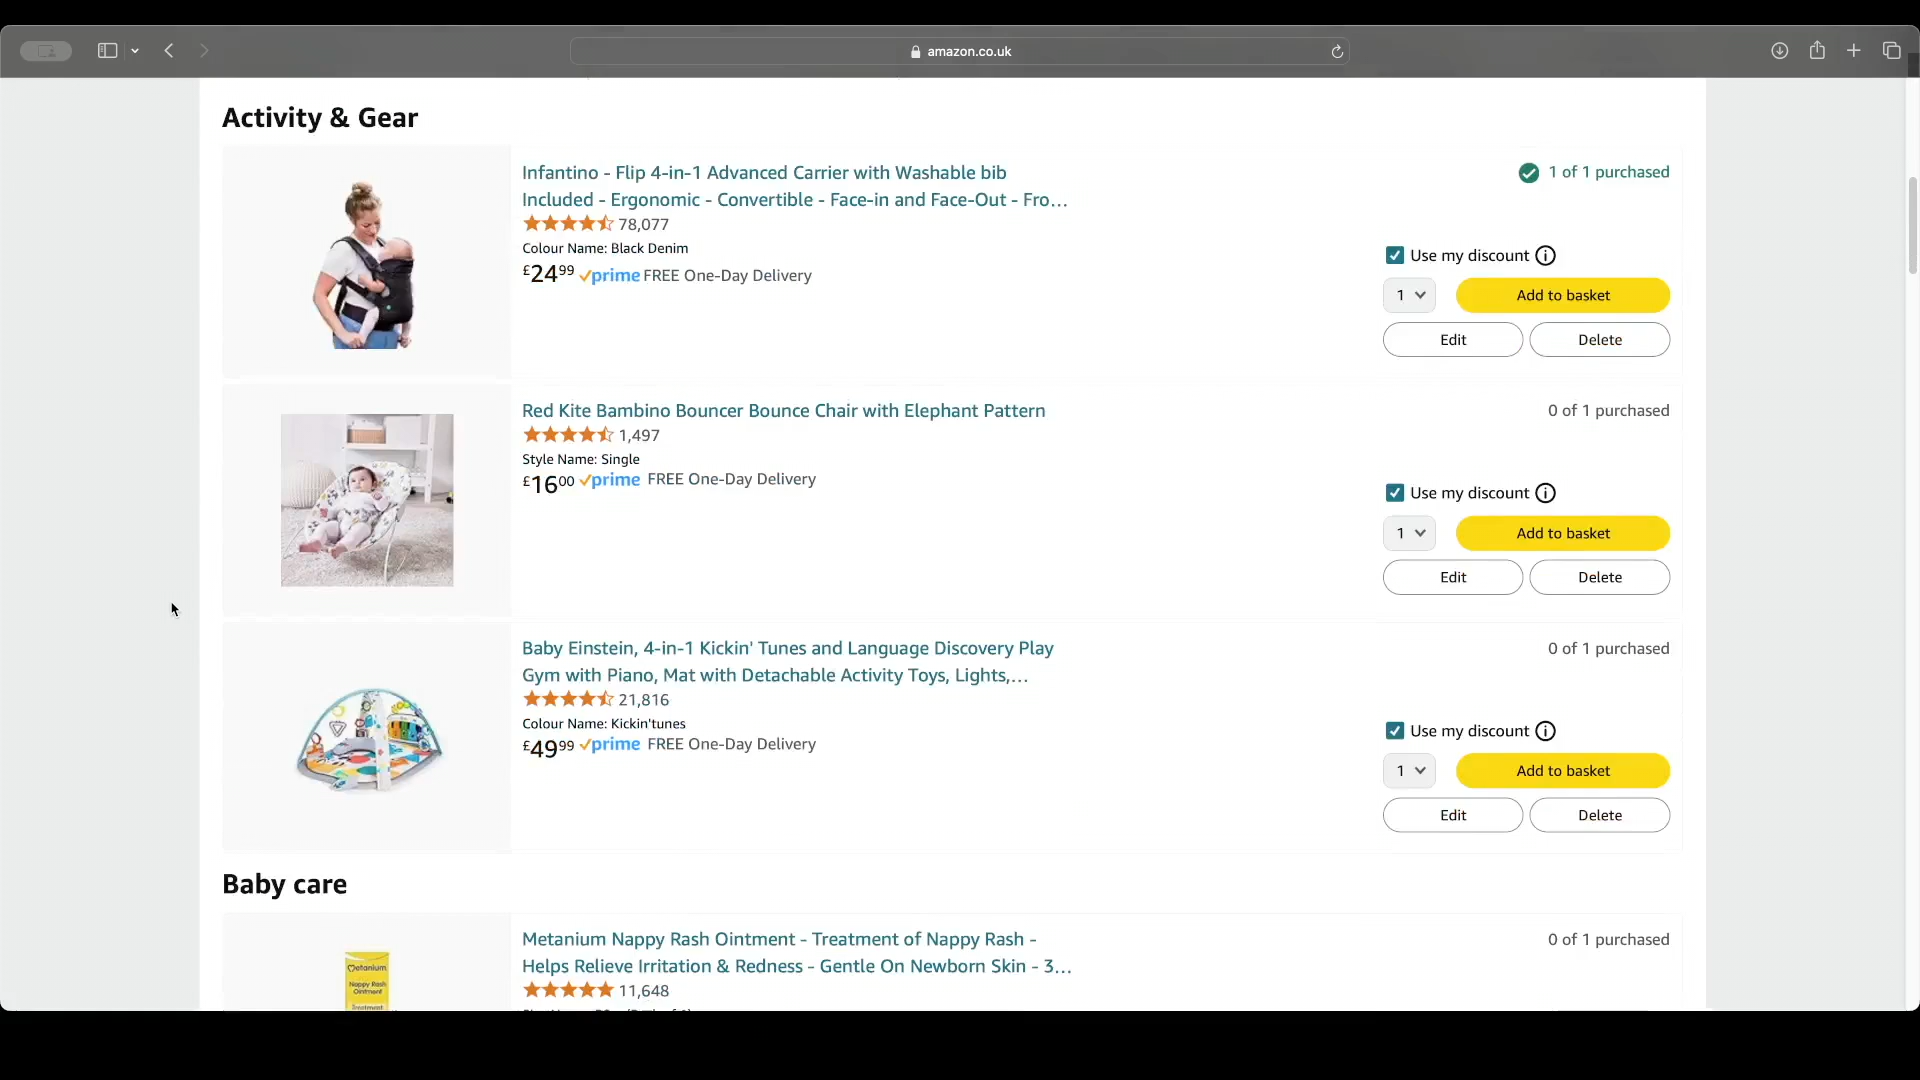 amazon.co.uk
Activity & Gear
Infantino - Flip 4-in-1 Advanced Carrier with Washable bib
Included - Ergonomic - Convertible - Face-in and Face-Out - Fro...
78,077
Colour Name: Black Denim
£24.99 prime FREE One-Day Delivery
1 of 1 purchased
Use my discount
1 Add to basket
Edit Delete
Red Kite Bambino Bouncer Bounce Chair with Elephant Pattern
1,497
Style Name: Single
£16.00 prime FREE One-Day Delivery
0 of 1 purchased
Use my discount
1 Add to basket
Edit Delete
Baby Einstein, 4-in-1 Kickin' Tunes and Language Discovery Play
Gym with Piano, Mat with Detachable Activity Toys, Lights,...
21,816
Colour Name: Kickin'tunes
£49.99 prime FREE One-Day Delivery
0 of 1 purchased
Use my discount
1 Add to basket
Edit Delete
Baby care
Metanium
Nappy Rash
Ointment
Treatment
Metanium Nappy Rash Ointment - Treatment of Nappy Rash -
Helps Relieve Irritation & Redness - Gentle On Newborn Skin - 3...
11,648
0 of 1 purchased